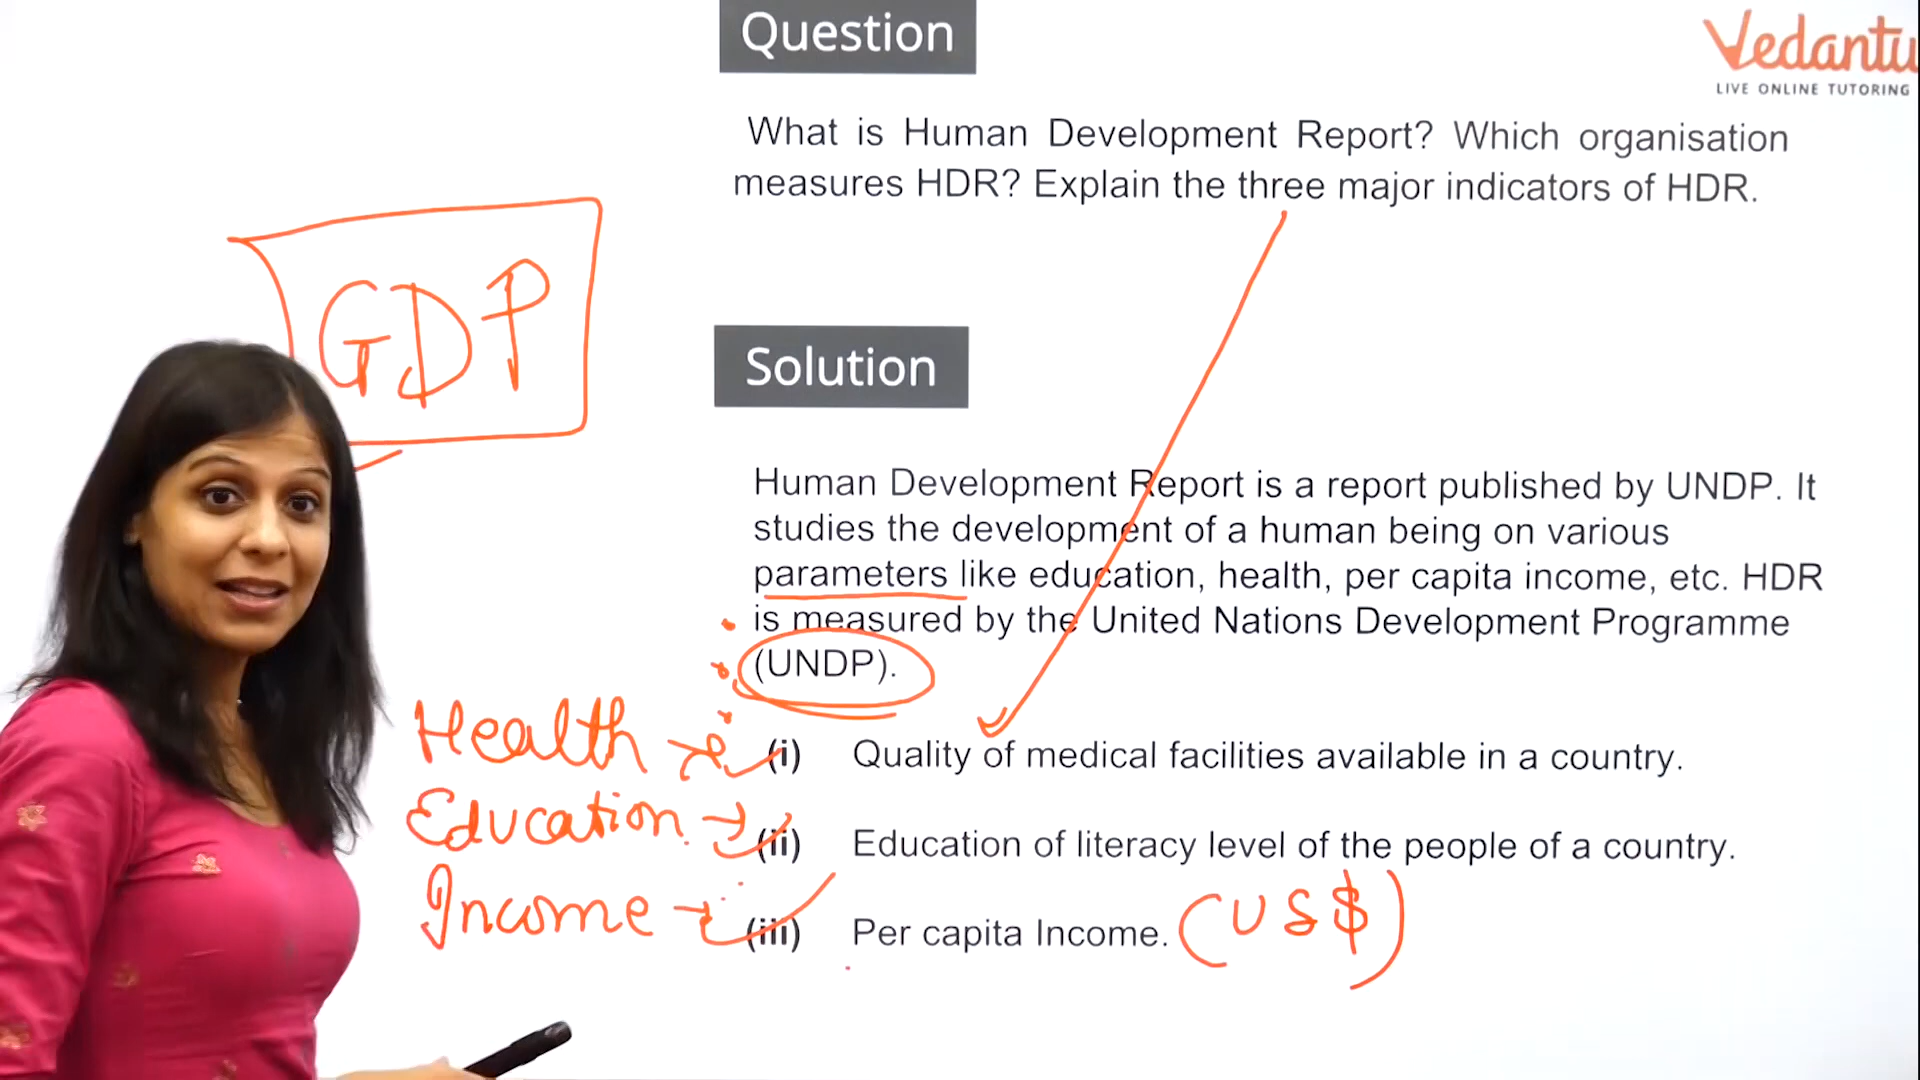 Question
Vedantu
LIVE ONLINE TUTORING
What is Human Development Report? Which organisation
measures HDR? Explain the three major indicators of HDR.
GDP
Solution
Human Development Report is a report published by UNDP. It
studies the development of a human being on various
parameters like education, health, per capita income, etc. HDR
is measured by the United Nations Development Programme
(UNDP).
Health → (i) Quality of medical facilities available in a country.
Education → (ii) Education of literacy level of the people of a country.
Income → (iii) Per capita Income. (US$)